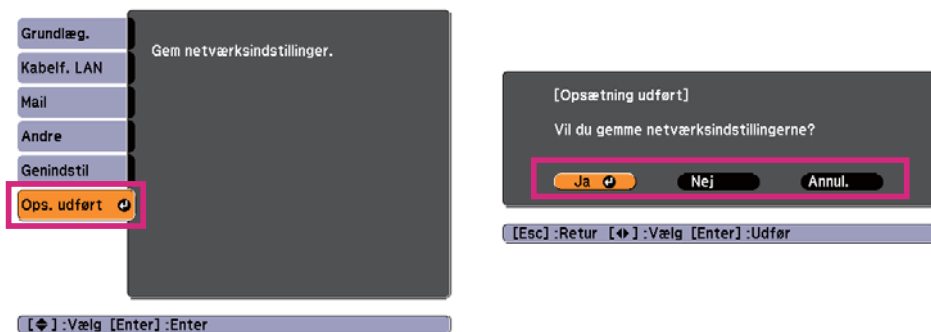 Grundlæg.
Kabelf. LAN
Mail
Andre
Genindstil
Ops. udført
Gem netværksindstillinger.
[◆] :Vælg [Enter] :Enter
[Opsætning udført]
Vil du gemme netværksindstillingerne?
Ja Nej Annul.
[Esc] :Retur [◀▶] :Vælg [Enter] :Udfør